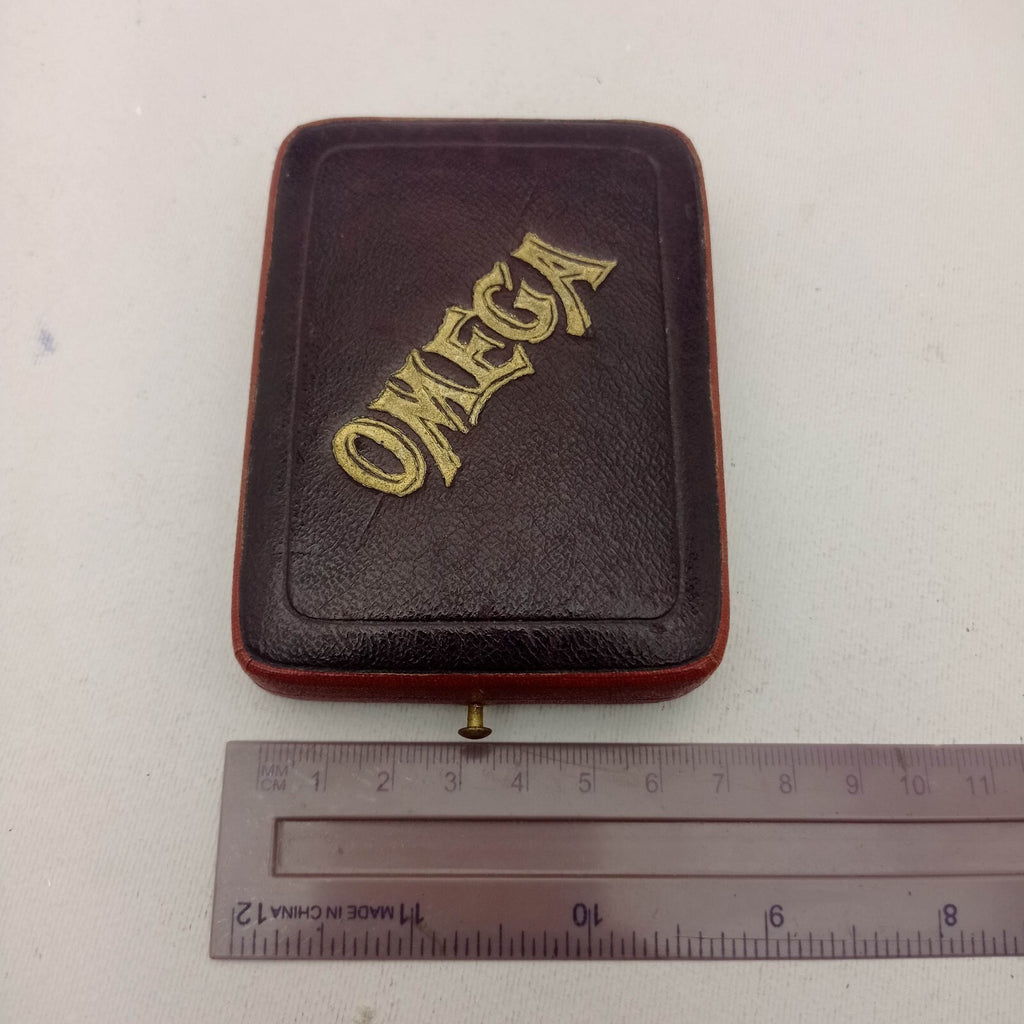 OMEGA
MM 1 2 3 4 5 6 7 8 9 10 11
CM
12 MADE IN CHINA 11 10 9 8